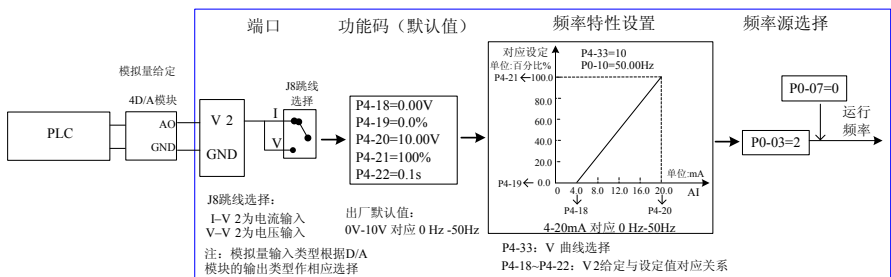 端口
功能码（默认值）
频率特性设置
频率源选择
模拟量给定
4D/A模块
PLC
AO
GND
V 2
GND
I
V
J8跳线
选择
P4-18=0.00V
P4-19=0.0%
P4-20=10.00V
P4-21=100%
P4-22=0.1s
对应设定
单位:百分比%
P4-33=10
P0-10=50.00Hz
P4-21
100.0
80.0
60.0
40.0
20.0
P4-19
0.0
0 4.0 8.0 12.0 16.0 20.0
单位:mA
AI
P4-18
P4-20
4-20mA 对应 0 Hz-50Hz
P0-07=0
P0-03=2
运行
频率
J8跳线选择:
I–V 2为电流输入
V–V 2为电压输入
注：模拟量输入类型根据D/A
模块的输出类型作相应选择
出厂默认值:
0V-10V 对应 0 Hz -50Hz
P4-33：V 曲线选择
P4-18~P4-22：V2给定与设定值对应关系